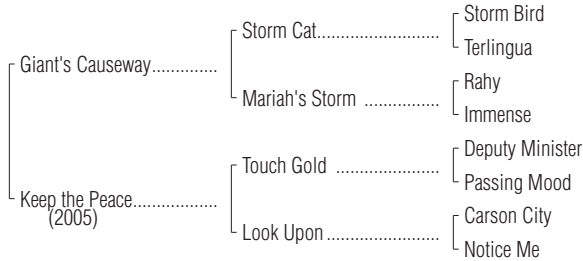 Storm Bird
Storm Cat..........................
Terlingua
Giant's Causeway..............
Rahy
Mariah's Storm ................
Immense
Deputy Minister
Touch Gold ......................
Passing Mood
Keep the Peace..................
(2005)
Carson City
Look Upon ........................
Notice Me